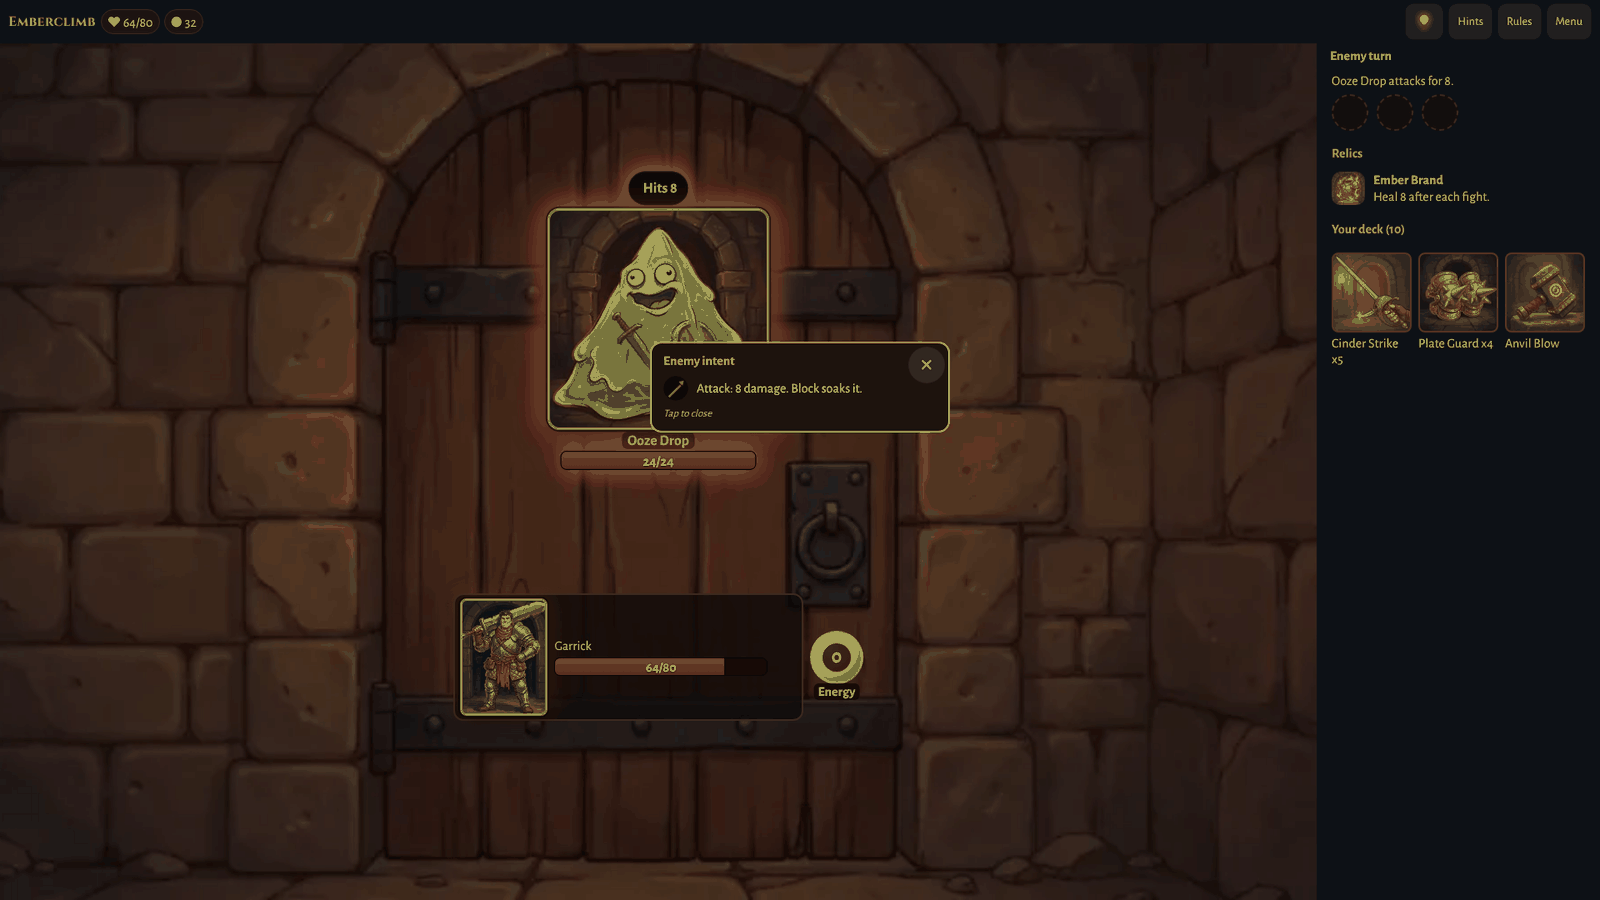 EMBERCLIMB
64/80
32
Hints
Rules
Menu
Hits 8
Enemy intent
Attack: 8 damage. Block soaks it.
Tap to close
Ooze Drop
24/24
Garrick
64/80
0
Energy
Enemy turn
Ooze Drop attacks for 8.
Relics
Ember Brand
Heal 8 after each fight.
Your deck (10)
Cinder Strike
x5
Plate Guard x4
Anvil Blow